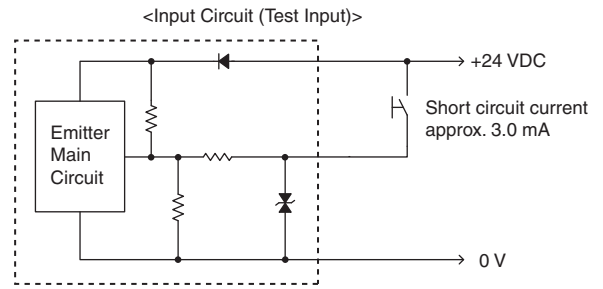 <Input Circuit (Test Input)>
+24 VDC
Short circuit current
approx. 3.0 mA
Emitter
Main
Circuit
0 V